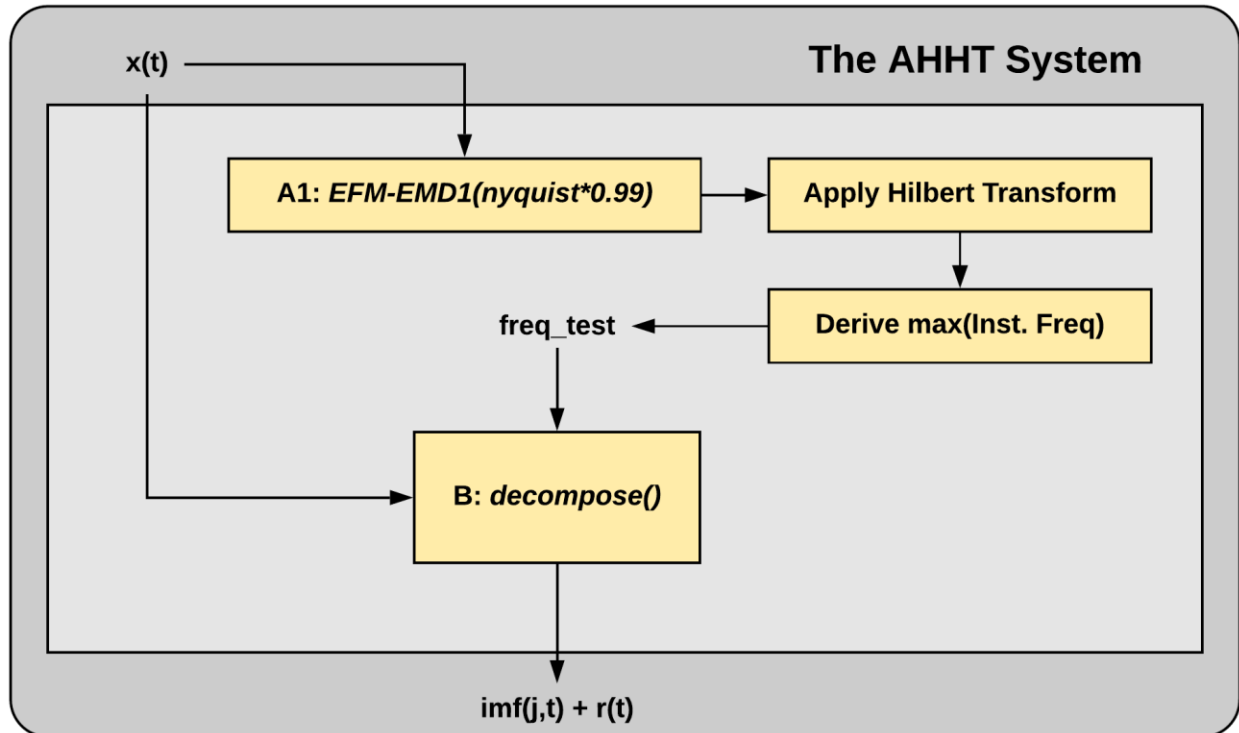 The AHHT System
x(t)
A1: EFM-EMD1(nyquist*0.99)
Apply Hilbert Transform
Derive max(Inst. Freq)
freq_test
B: decompose()
imf(j,t) + r(t)